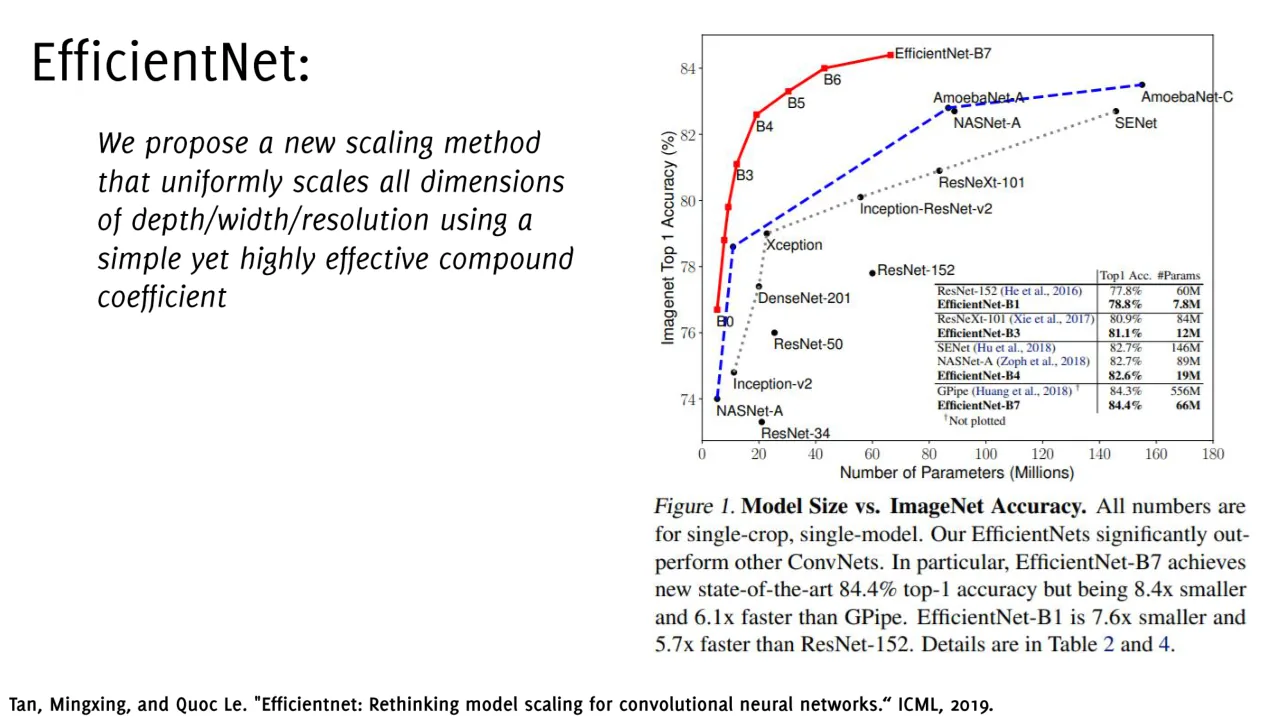 EfficientNet:
We propose a new scaling method
that uniformly scales all dimensions
of depth/width/resolution using a
simple yet highly effective compound
coefficient
Imagenet Top 1 Accuracy (%)
84
82
80
78
76
74
EfficientNet-B7
B6
B5
B4
B3
B0
AmoebaNet-A
AmoebaNet-C
NASNet-A
SENet
ResNeXt-101
Inception-ResNet-v2
Xception
ResNet-152
DenseNet-201
ResNet-50
Inception-v2
NASNet-A
ResNet-34
Top1 Acc. #Params
ResNet-152 (He et al., 2016) 77.8% 60M
EfficientNet-B1 78.8% 7.8M
ResNeXt-101 (Xie et al., 2017) 80.9% 84M
EfficientNet-B3 81.1% 12M
SENet (Hu et al., 2018) 82.7% 146M
NASNet-A (Zoph et al., 2018) 82.7% 89M
EfficientNet-B4 82.6% 19M
GPipe (Huang et al., 2018) † 84.3% 556M
EfficientNet-B7 84.4% 66M
†Not plotted
0 20 40 60 80 100 120 140 160 180
Number of Parameters (Millions)
Figure 1. Model Size vs. ImageNet Accuracy. All numbers are
for single-crop, single-model. Our EfficientNets significantly out-
perform other ConvNets. In particular, EfficientNet-B7 achieves
new state-of-the-art 84.4% top-1 accuracy but being 8.4x smaller
and 6.1x faster than GPipe. EfficientNet-B1 is 7.6x smaller and
5.7x faster than ResNet-152. Details are in Table 2 and 4.
Tan, Mingxing, and Quoc Le. "Efficientnet: Rethinking model scaling for convolutional neural networks.“ ICML, 2019.